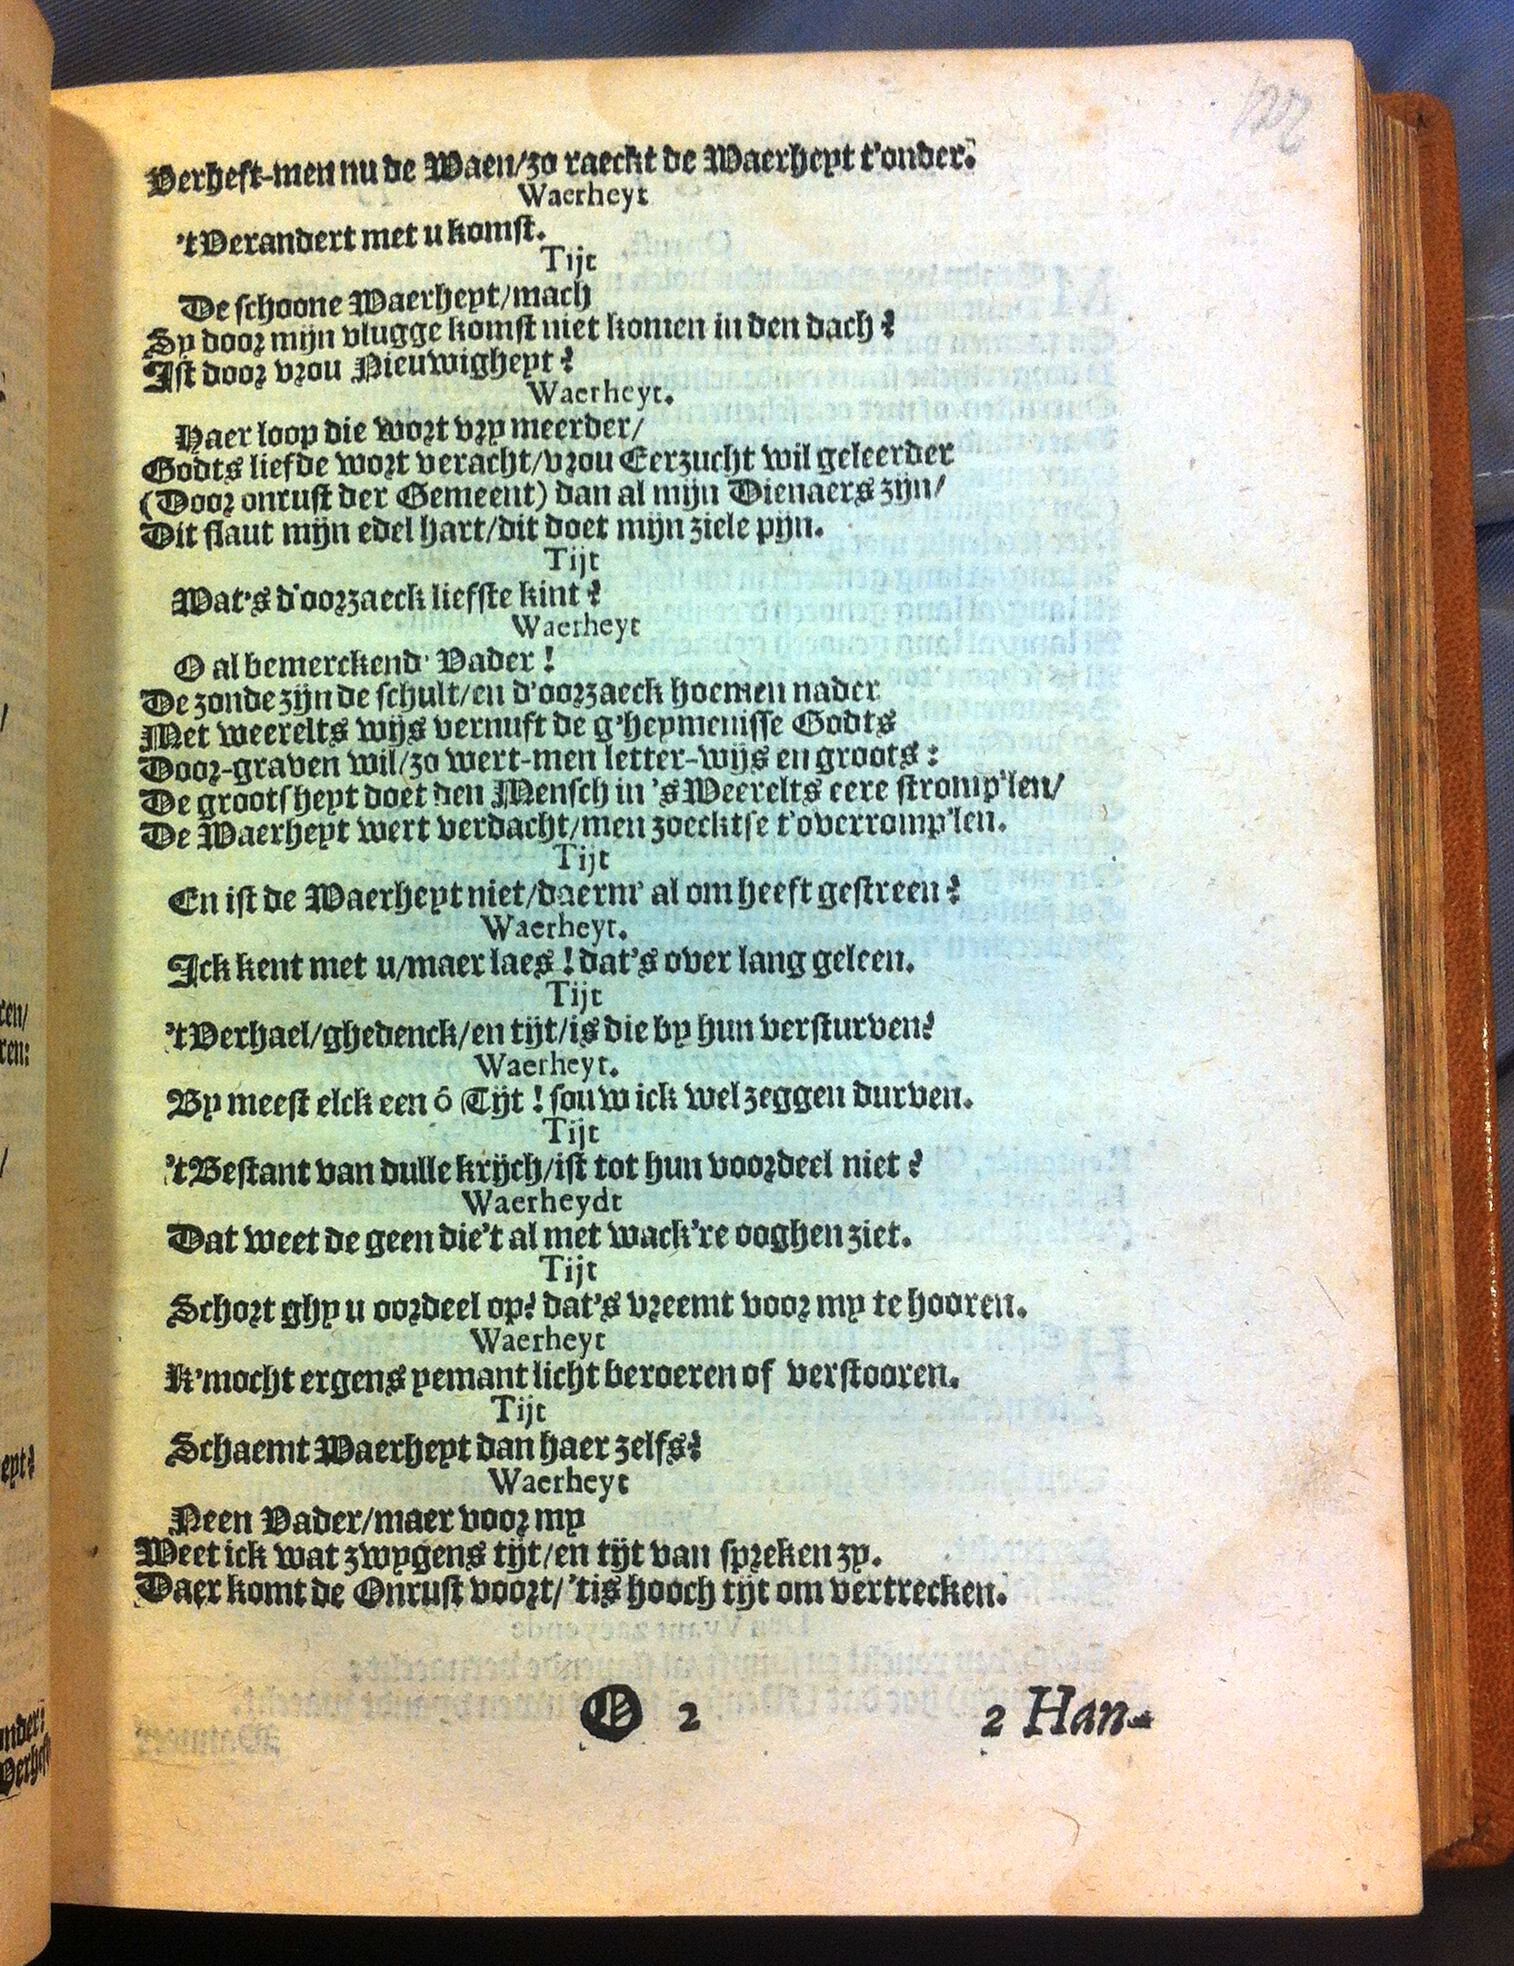 Verheft-men nu de Waen/zo raeckt de Waerheyt t'onder.
Waerheyt
't Verandert met u komst.
Tijt
De schoone Waerheyt/mach
Sy door mijn vlugge komst niet komen in den dach?
Ist door vrou Nieuwigheyt?
Waerheyt.
Haer loop die wort vry meerder/
Godts liefde wort veracht/vrou Eerzucht wil geleerder
(Door onrust der Gemeent) dan al mijn Dienaers zijn/
Dit flaut mijn edel hart/dit doet mijn ziele pijn.
Tijt
Wat's d'oorzaeck liefste kint?
Waerheyt
O al bemerckend' Vader!
De zonde zijn de schult/en d'oorzaeck hoemen nader
Met weerelts wijs vernuft de g'heymenisse Godts
Door-graven wil/zo wert-men letter-wijs en groots:
De grootsheyt doet den Mensch in 's Weerelts eere stromp'len/
De Waerheyt wert verdacht/men zoecktse t'overromp'len.
Tijt
En ist de Waerheyt niet/daerm' al om heeft gestreen?
Waerheyt.
Ick kent met u/maer laes! dat's over lang geleen.
Tijt
't Verhael/ghedenck/en tijt/is die by hun versturven?
Waerheyt.
By meest elck een ô Tijt! souw ick wel zeggen durven.
Tijt
't Bestant van dulle krijch/ist tot hun voordeel niet?
Waerheydt
Dat weet de geen die't al met wack're ooghen ziet.
Tijt
Schort ghy u oordeel op? dat's vreemt voor my te hooren.
Waerheyt
K'mocht ergens yemant licht beroeren of verstooren.
Tijt
Schaemt Waerheyt dan haer zelfs?
Waerheyt
Neen Vader/maer voor my
Weet ick wat zwygens tijt/en tijt van spreken zy.
Daer komt de Onrust voort/'tis hooch tijt om vertrecken.
2 2 Han-